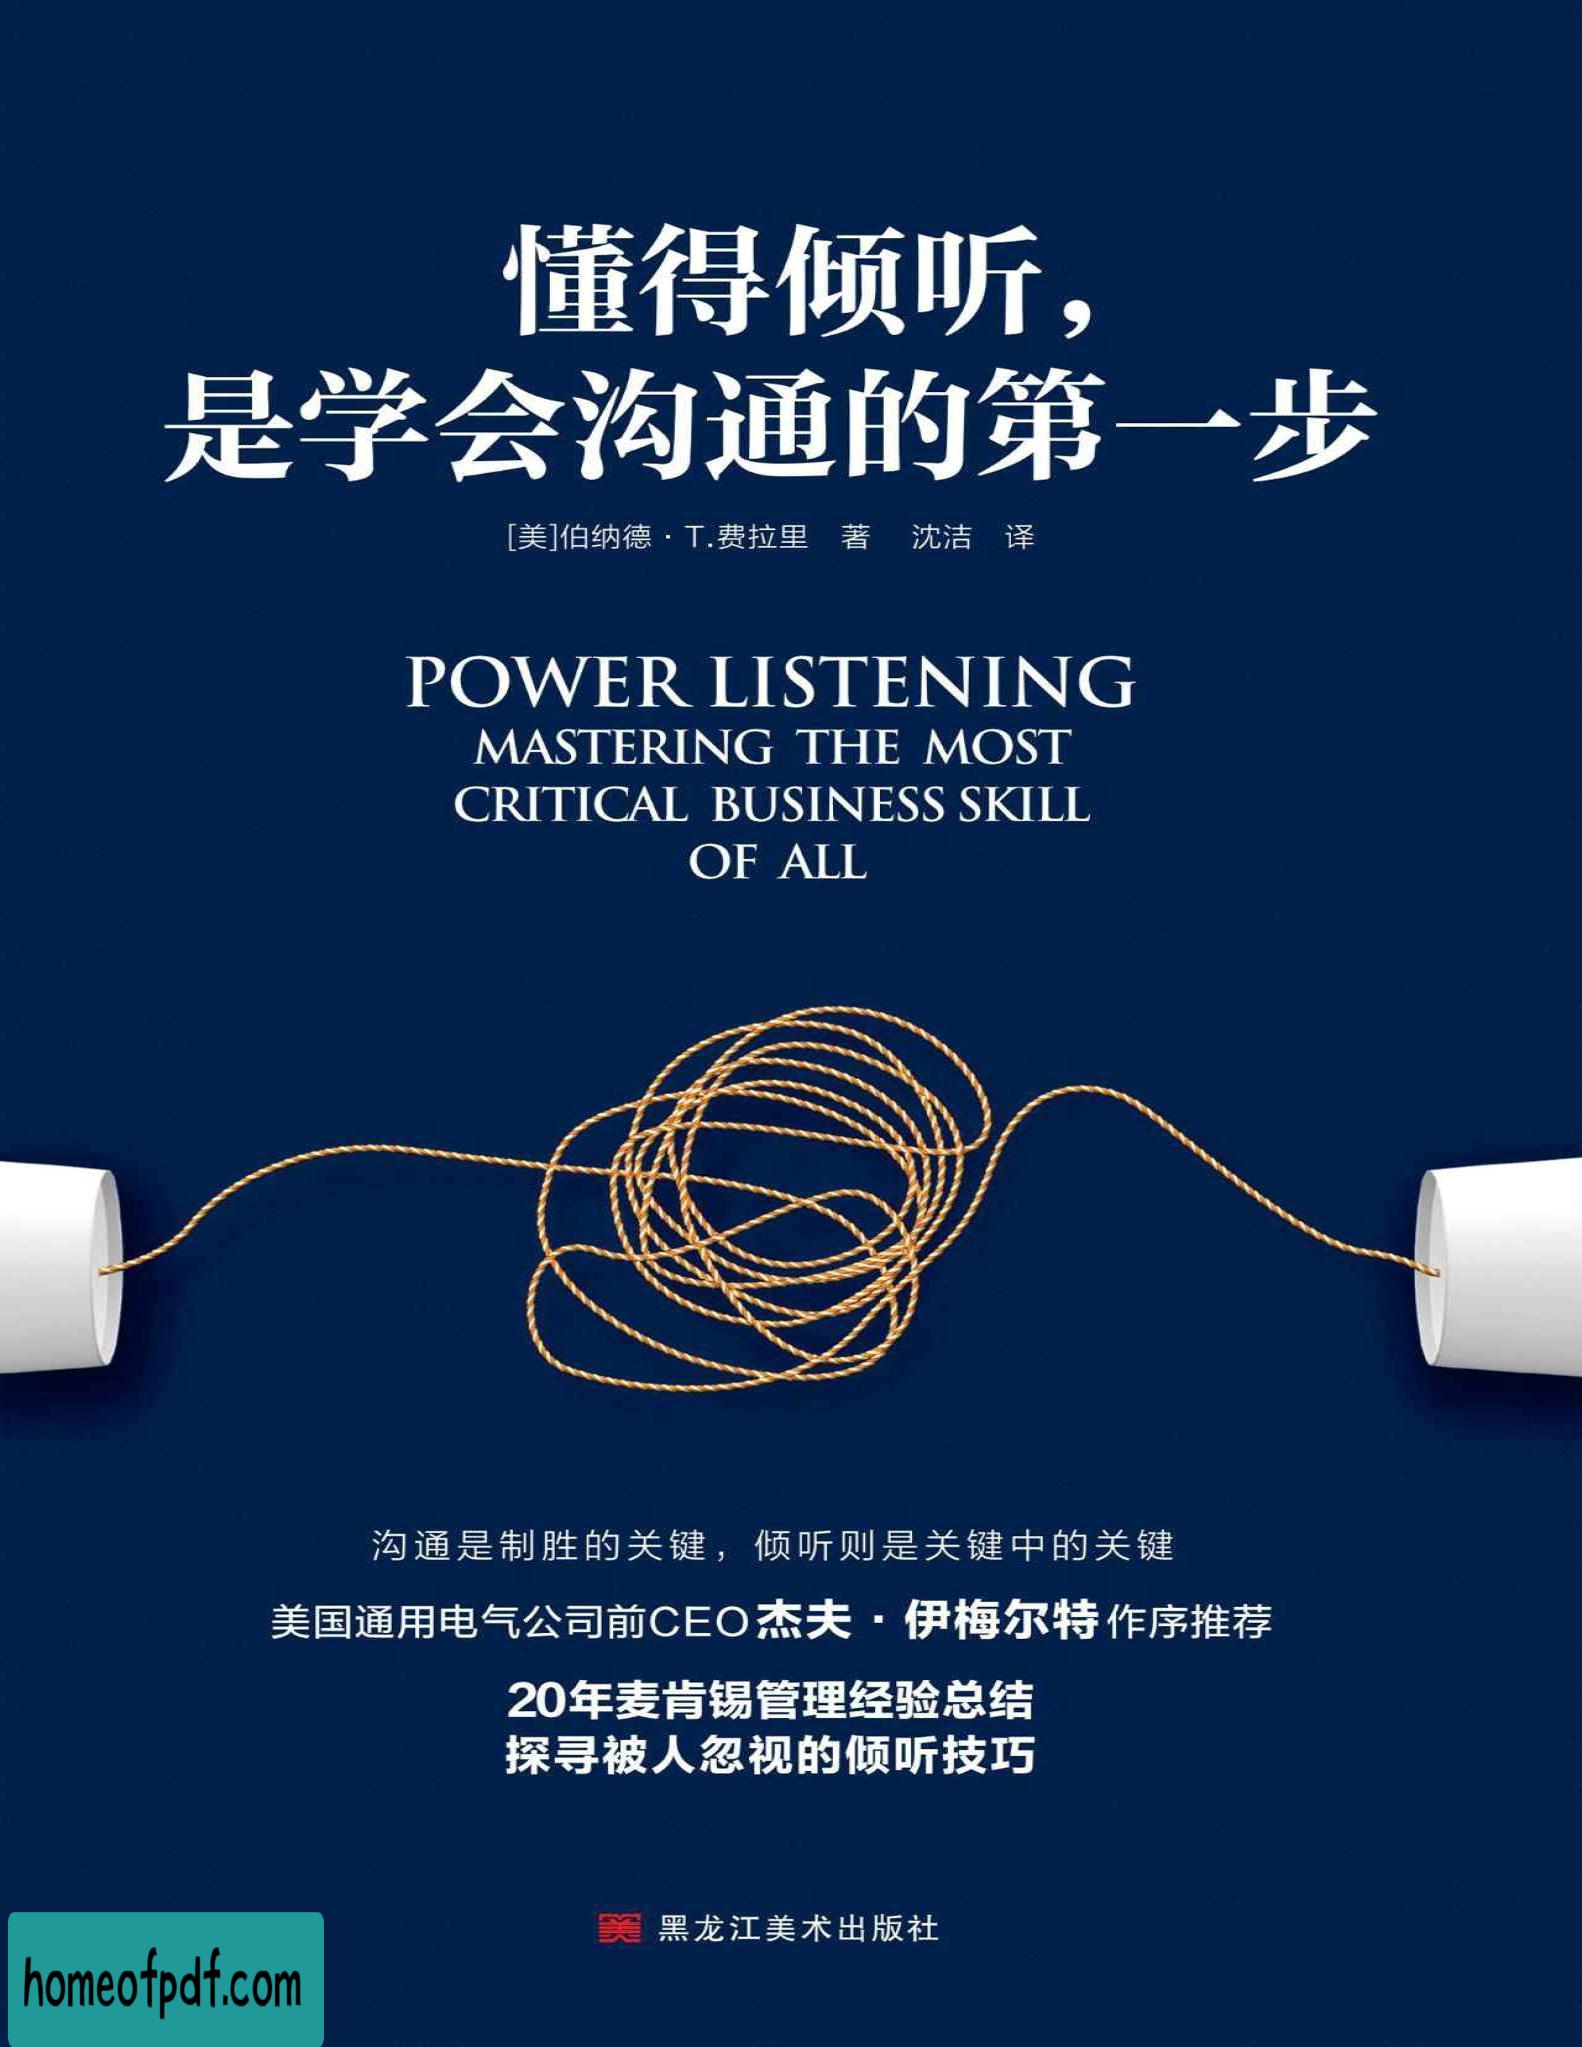 懂得倾听，
是学会沟通的第一步
[美]伯纳德·T.费拉里 著 沈洁 译
POWER LISTENING
MASTERING THE MOST
CRITICAL BUSINESS SKILL
OF ALL
沟通是制胜的关键，倾听则是关键中的关键
美国通用电气公司前CEO杰夫·伊梅尔特作序推荐
20年麦肯锡管理经验总结
探寻被人忽视的倾听技巧
美 黑龙江美术出版社
homeofpdf.com